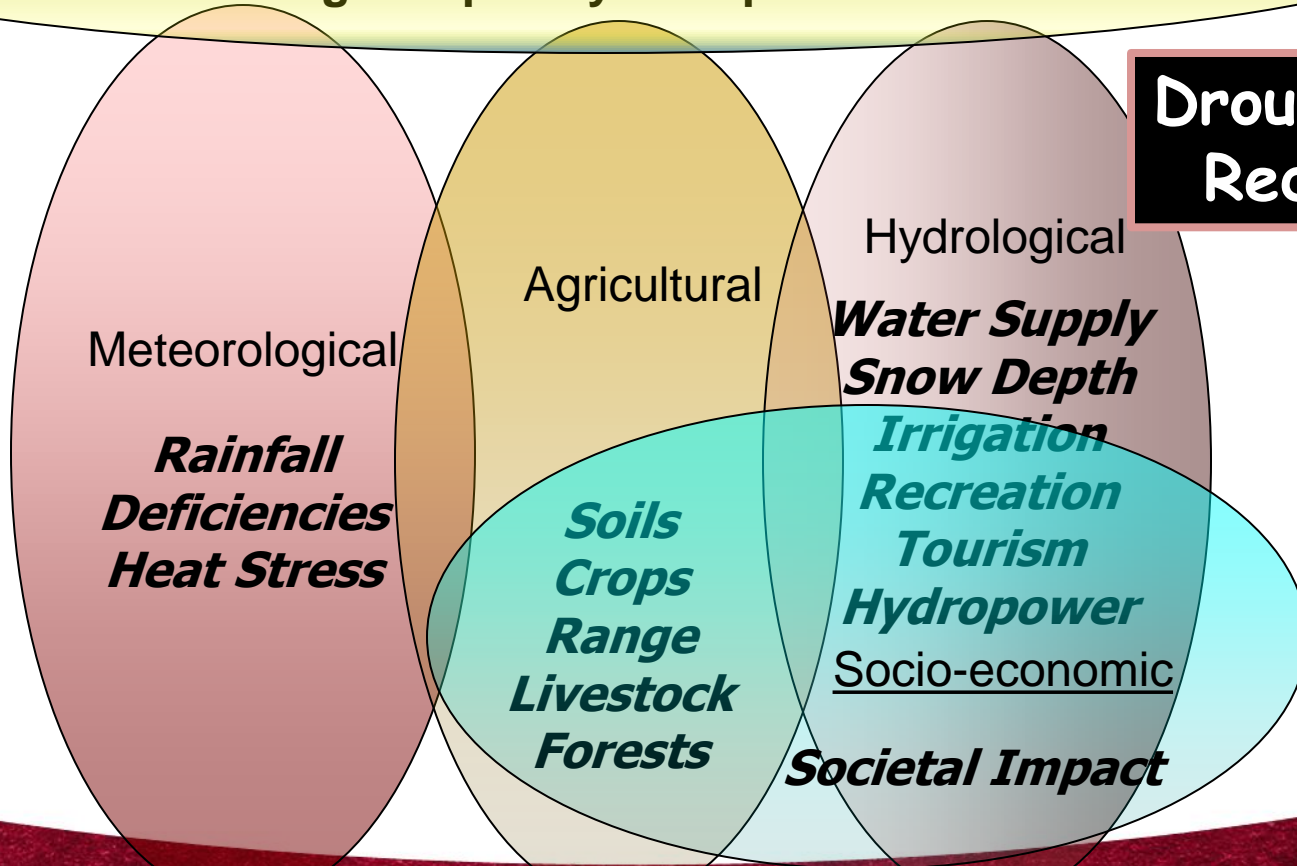 Meteorological
Rainfall
Deficiencies
Heat Stress
Agricultural
Soils
Crops
Range
Livestock
Forests
Hydrological
Water Supply
Snow Depth
Irrigation
Recreation
Tourism
Hydropower
Socio-economic
Societal Impact